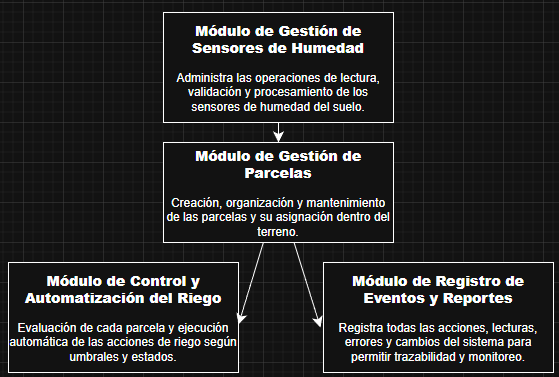 Módulo de Gestión de
Sensores de Humedad
Administra las operaciones de lectura,
validación y procesamiento de los
sensores de humedad del suelo.
Módulo de Gestión de
Parcelas
Creación, organización y mantenimiento
de las parcelas y su asignación dentro del
terreno.
Módulo de Control y
Automatización del Riego
Evaluación de cada parcela y ejecución
automática de las acciones de riego según
umbrales y estados.
Módulo de Registro de
Eventos y Reportes
Registra todas las acciones, lecturas,
errores y cambios del sistema para
permitir trazabilidad y monitoreo.